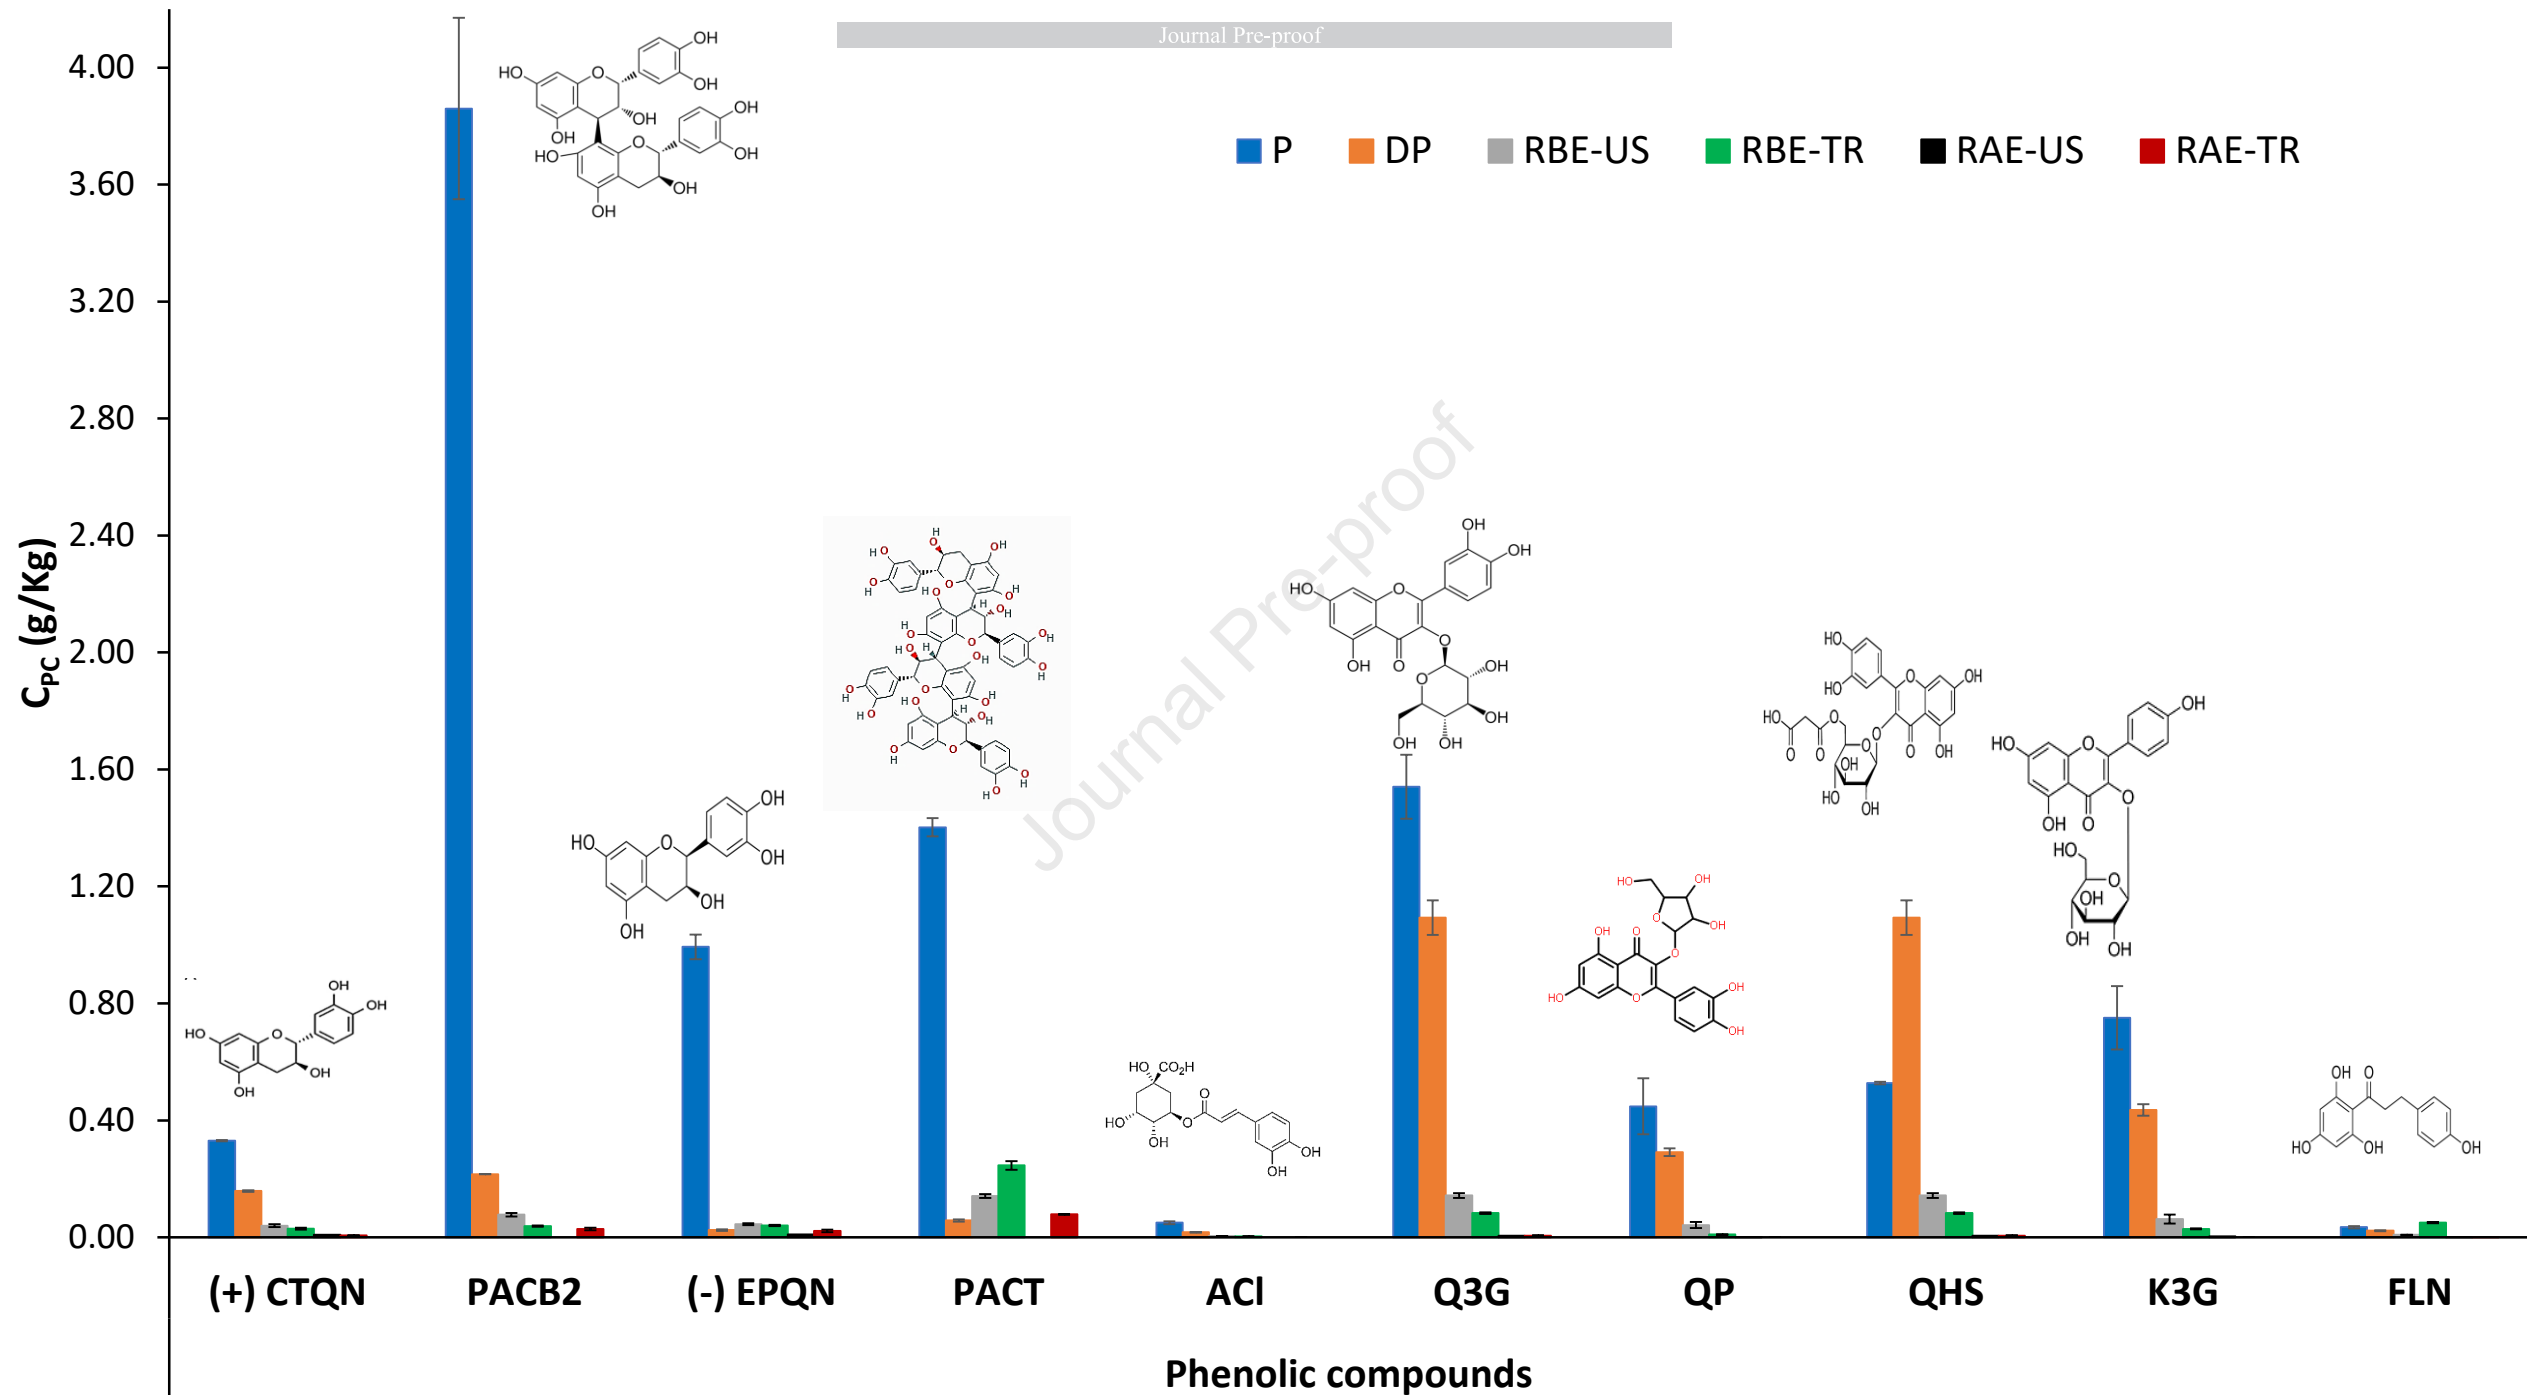 Journal Pre-proof
P DP RBE-US RBE-TR RAE-US RAE-TR
C_PC (g/Kg)
4.00
3.60
3.20
2.80
2.40
2.00
1.60
1.20
0.80
0.40
0.00
Journal Pre-proof
(+) CTQN PACB2 (-) EPQN PACT ACl Q3G QP QHS K3G FLN
Phenolic compounds